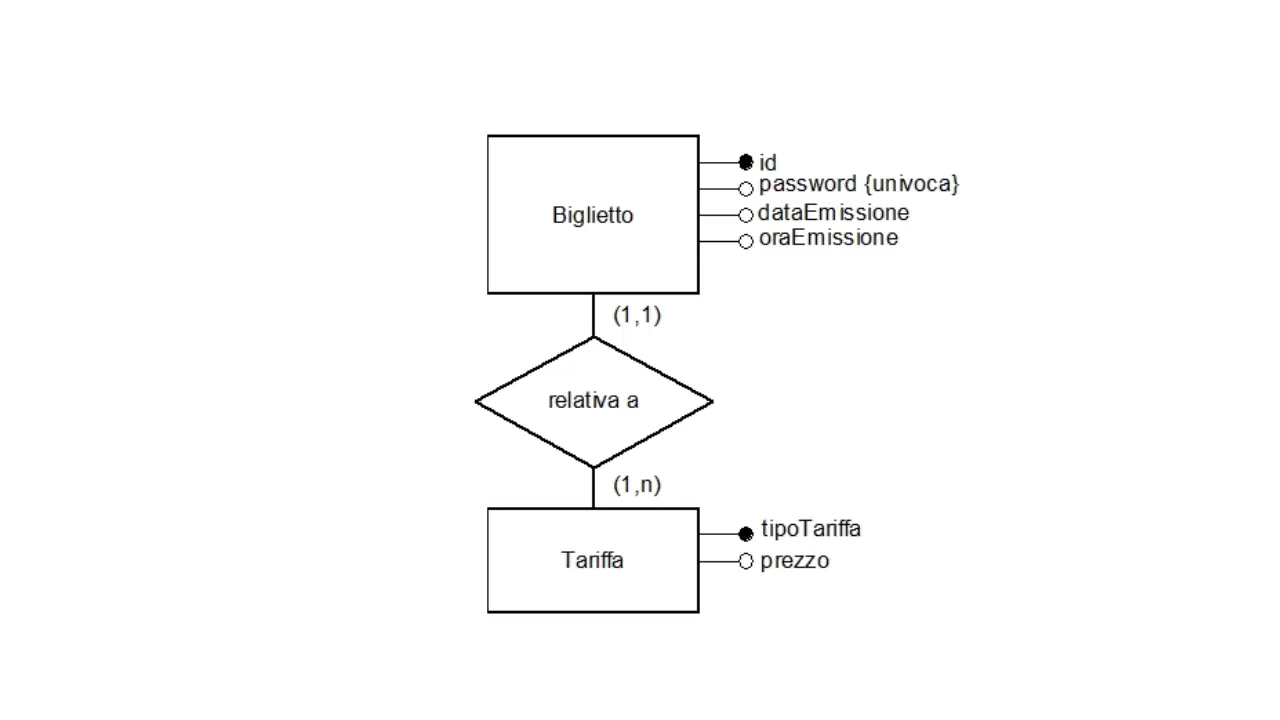 id
password {univoca}
Biglietto
dataEmissione
oraEmissione
(1,1)
relativa a
(1,n)
tipoTariffa
Tariffa
prezzo